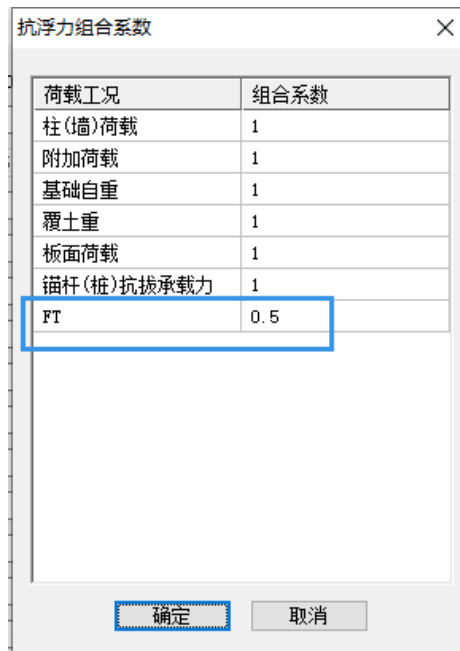 抗浮力组合系数
荷载工况 组合系数
柱(墙)荷载 1
附加荷载 1
基础自重 1
覆土重 1
板面荷载 1
锚杆(桩)抗拔承载力 1
FT 0.5
确定 取消